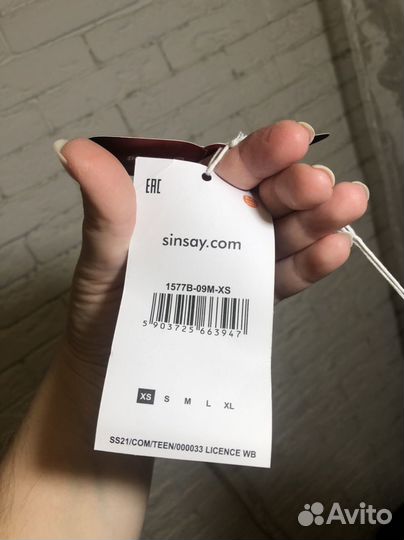 EAC
sinsay.com
1577B-09M-XS
5 903725 663947
XS S M L XL
SS21/COM/TEEN/000033 LICENCE WB
Avito